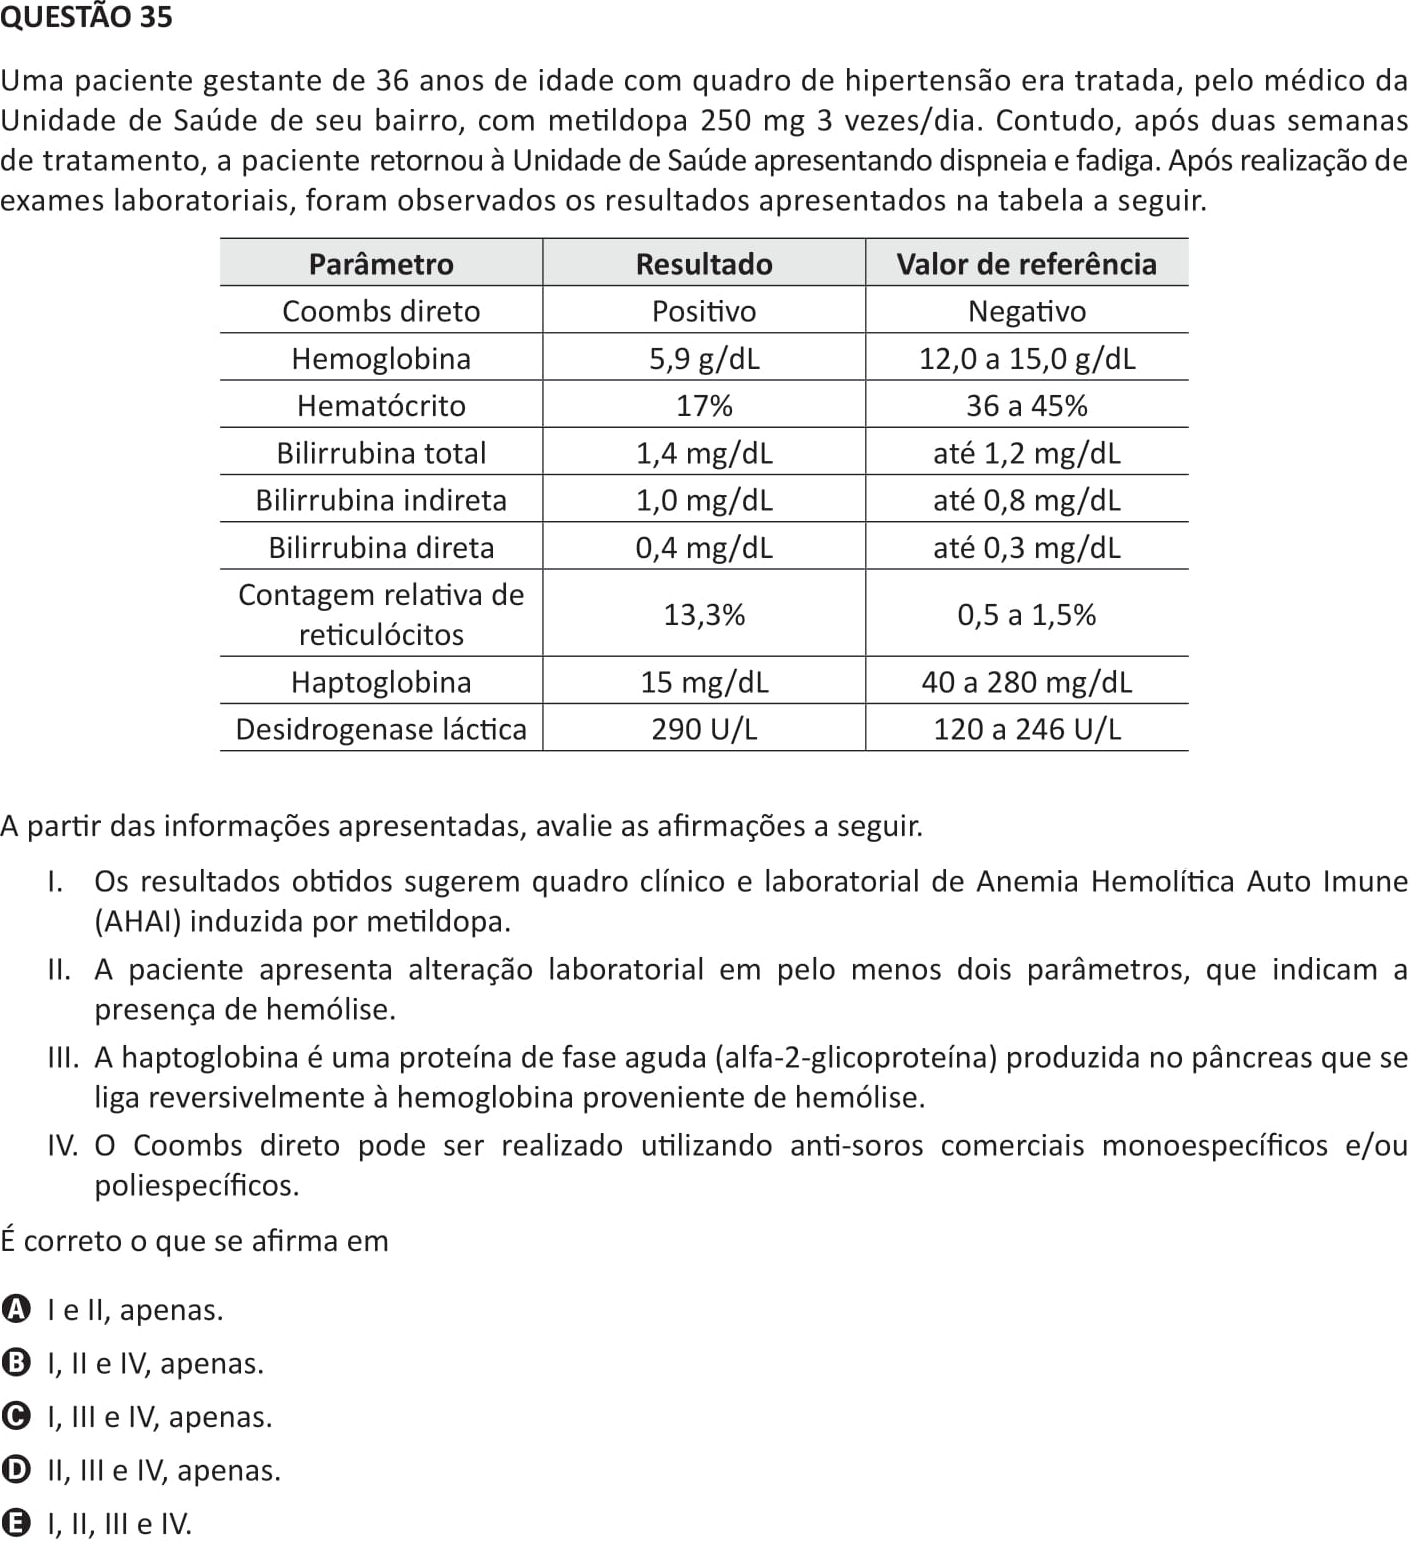 QUESTÃO 35
Uma paciente gestante de 36 anos de idade com quadro de hipertensão era tratada, pelo médico da
Unidade de Saúde de seu bairro, com metildopa 250 mg 3 vezes/dia. Contudo, após duas semanas
de tratamento, a paciente retornou à Unidade de Saúde apresentando dispneia e fadiga. Após realização de
exames laboratoriais, foram observados os resultados apresentados na tabela a seguir.
Parâmetro Resultado Valor de referência
Coombs direto Positivo Negativo
Hemoglobina 5,9 g/dL 12,0 a 15,0 g/dL
Hematócrito 17% 36 a 45%
Bilirrubina total 1,4 mg/dL até 1,2 mg/dL
Bilirrubina indireta 1,0 mg/dL até 0,8 mg/dL
Bilirrubina direta 0,4 mg/dL até 0,3 mg/dL
Contagem relativa de
reticulócitos 13,3% 0,5 a 1,5%
Haptoglobina 15 mg/dL 40 a 280 mg/dL
Desidrogenase láctica 290 U/L 120 a 246 U/L
A partir das informações apresentadas, avalie as afirmações a seguir.
I. Os resultados obtidos sugerem quadro clínico e laboratorial de Anemia Hemolítica Auto Imune
(AHAI) induzida por metildopa.
II. A paciente apresenta alteração laboratorial em pelo menos dois parâmetros, que indicam a
presença de hemólise.
III. A haptoglobina é uma proteína de fase aguda (alfa-2-glicoproteína) produzida no pâncreas que se
liga reversivelmente à hemoglobina proveniente de hemólise.
IV. O Coombs direto pode ser realizado utilizando anti-soros comerciais monoespecíficos e/ou
poliespecíficos.
É correto o que se afirma em
A I e II, apenas.
B I, II e IV, apenas.
C I, III e IV, apenas.
D II, III e IV, apenas.
E I, II, III e IV.